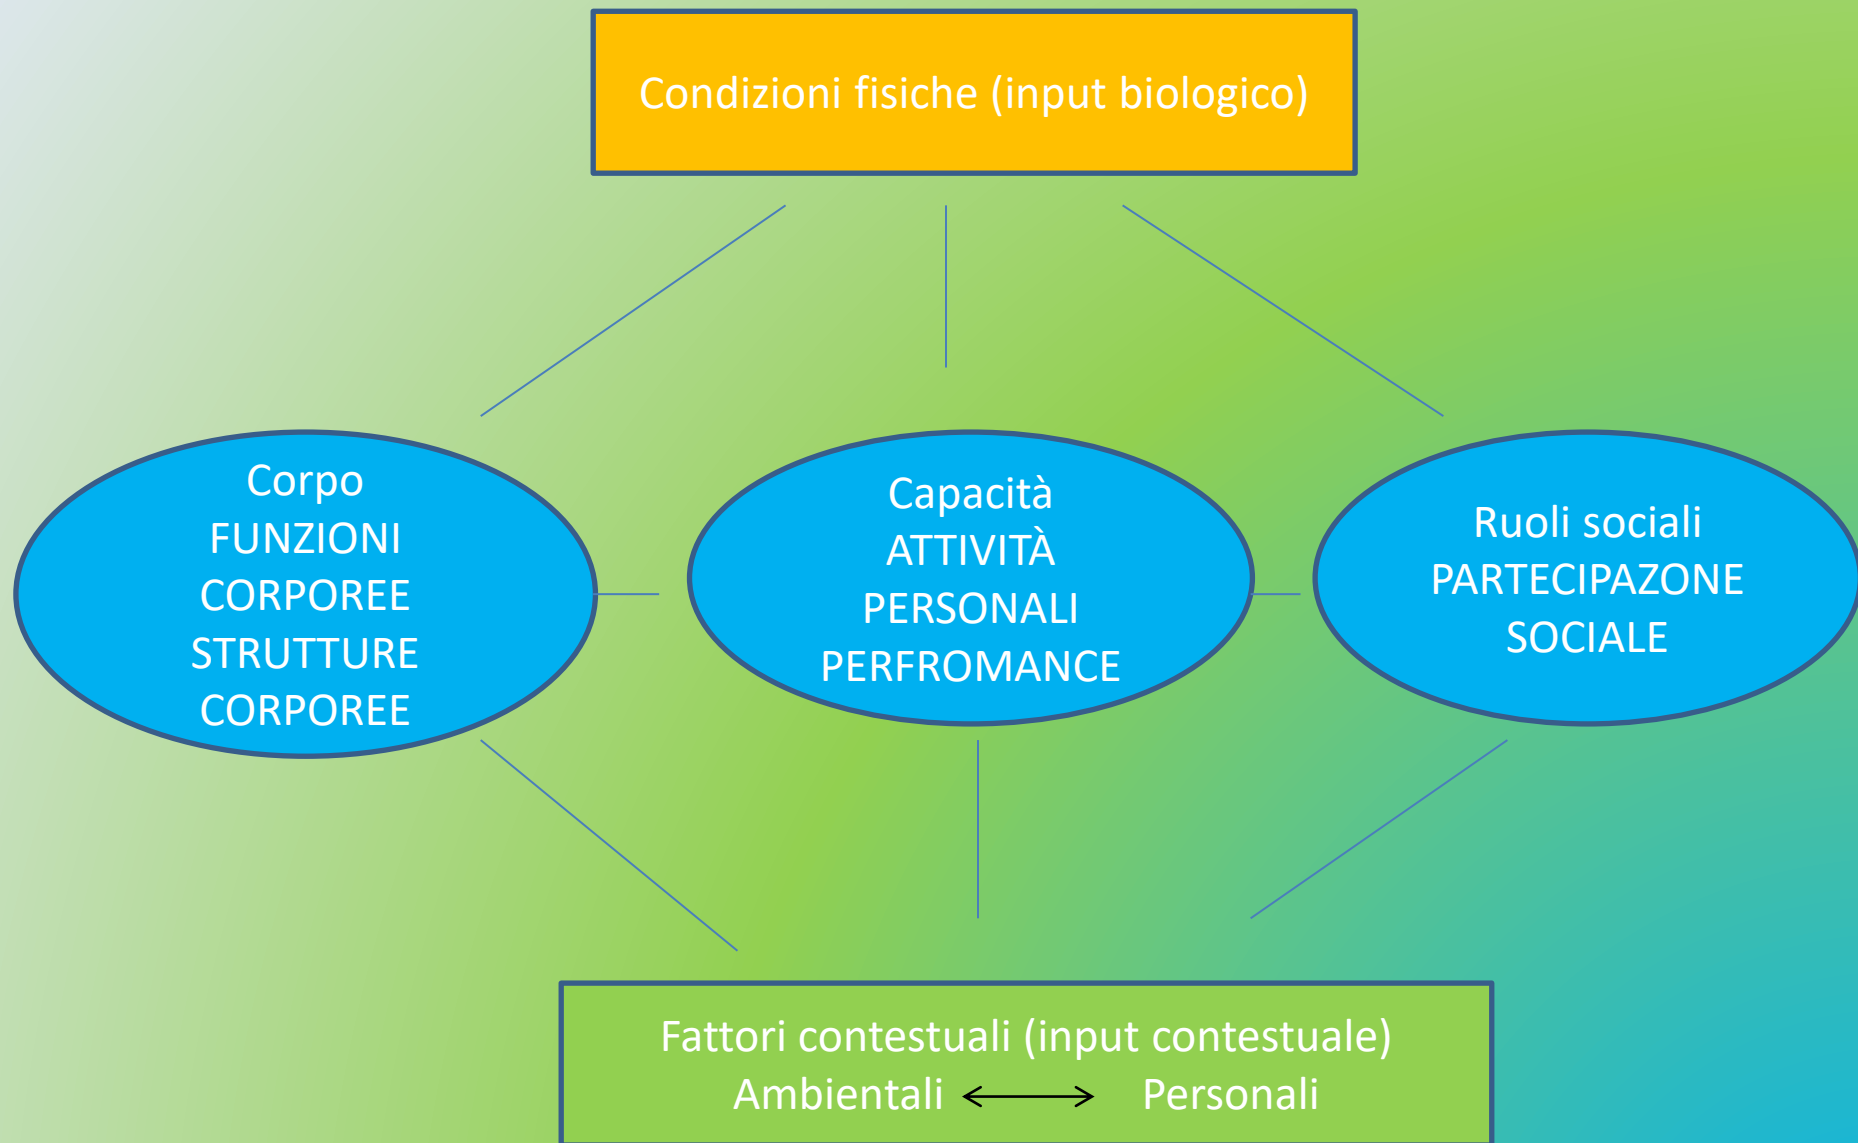 Condizioni fisiche (input biologico)
Corpo
FUNZIONI
CORPOREE
STRUTTURE
CORPOREE
Capacità
ATTIVITÀ
PERSONALI
PERFROMANCE
Ruoli sociali
PARTECIPAZONE
SOCIALE
Fattori contestuali (input contestuale)
Ambientali Personali